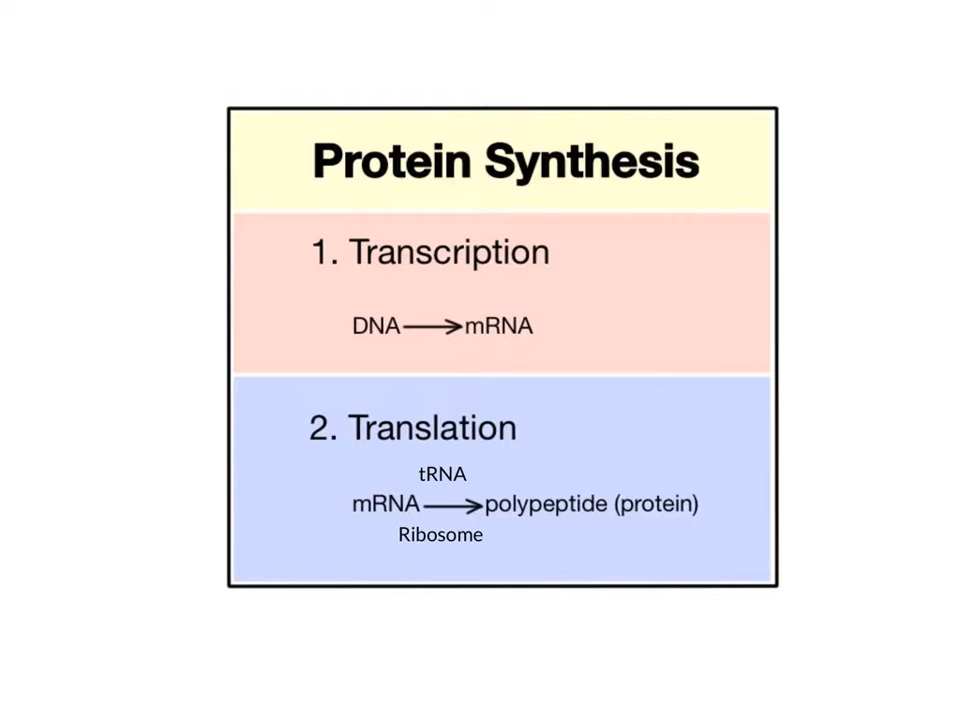 Protein Synthesis
1. Transcription
DNA⟶mRNA
2. Translation
tRNA
mRNA⟶polypeptide (protein)
Ribosome